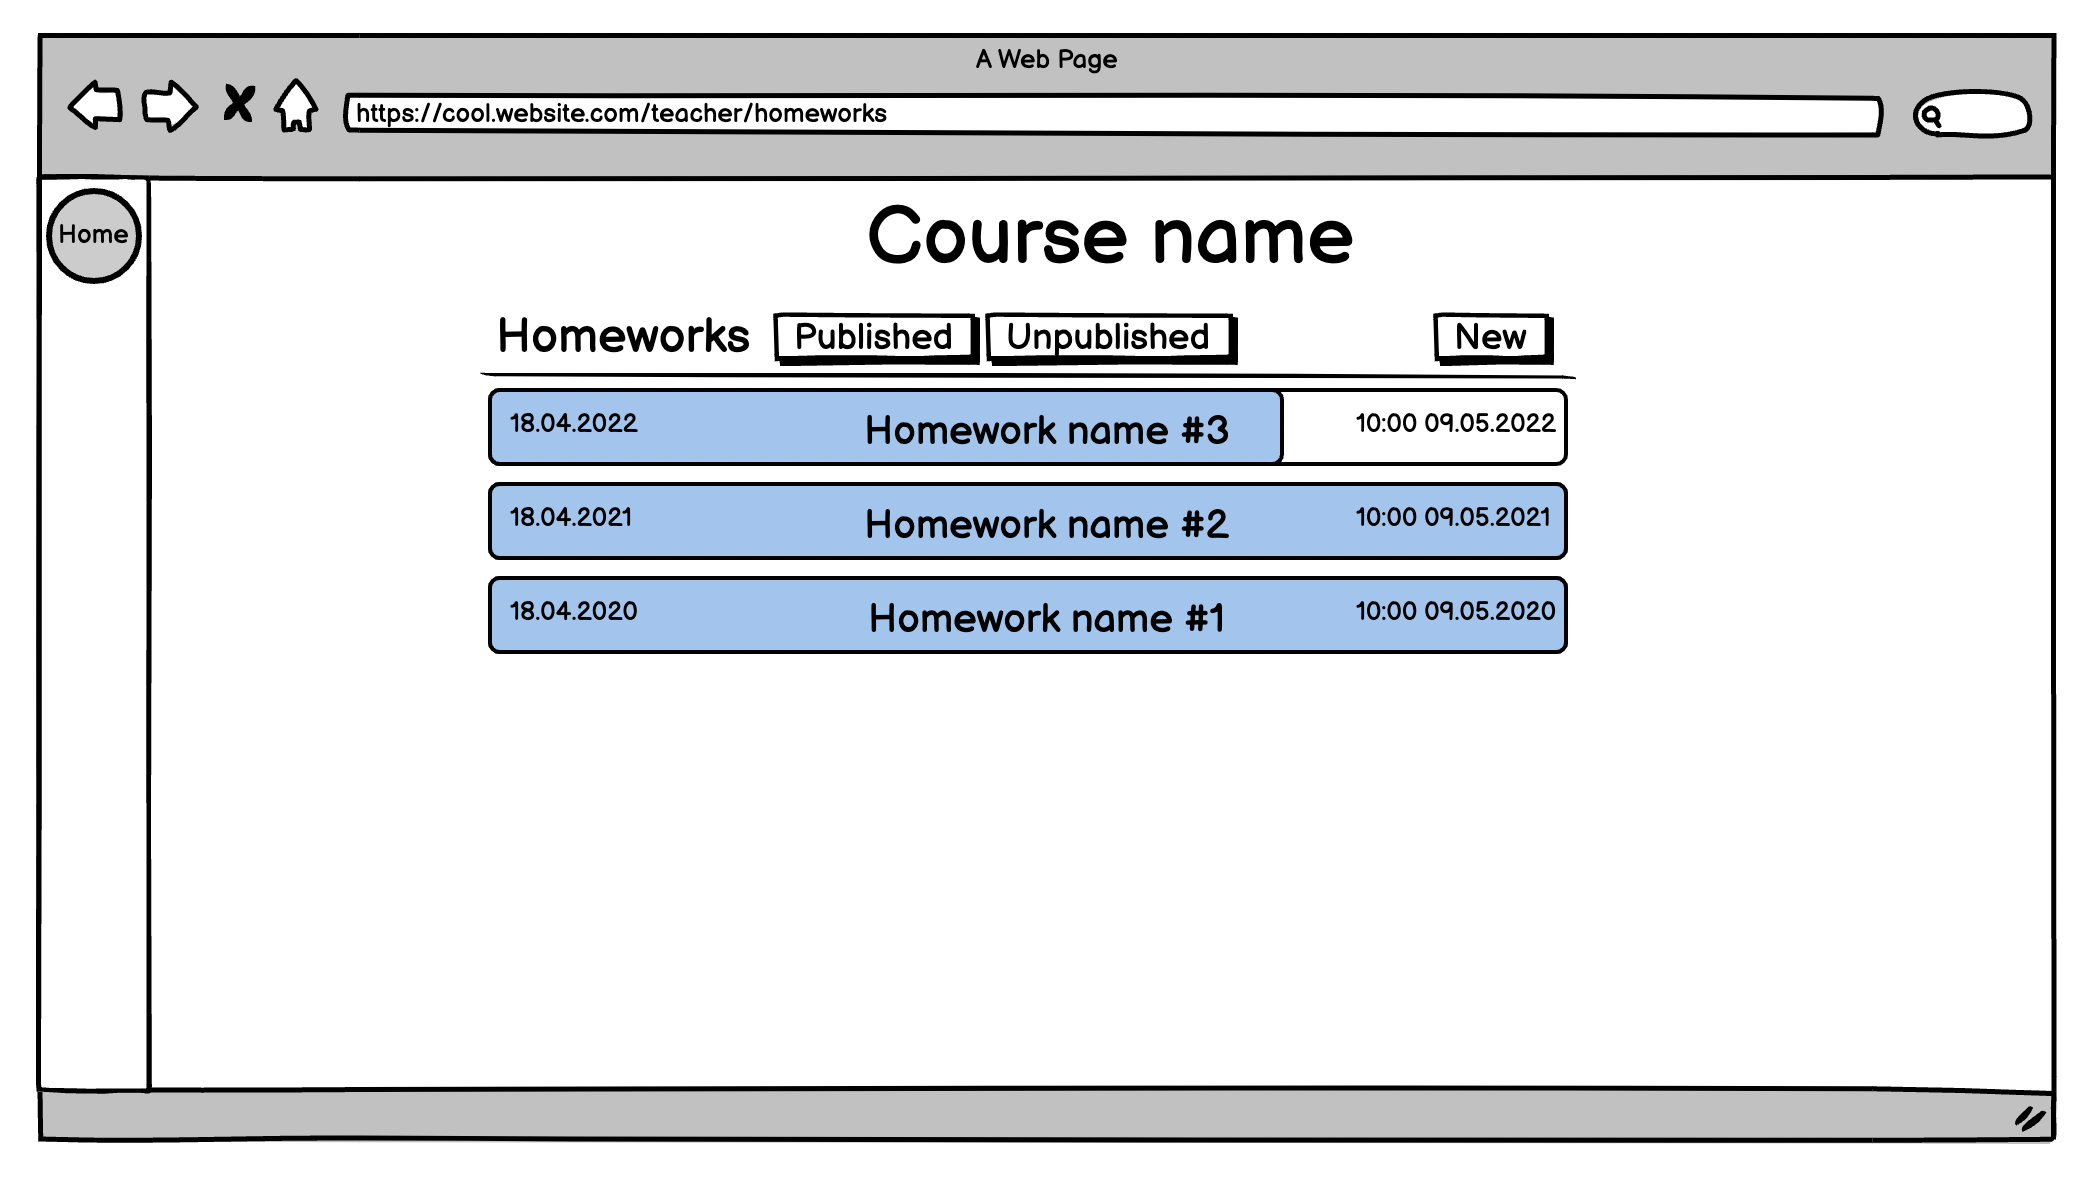 A Web Page
https://cool.website.com/teacher/homeworks
Home
Course name
Homeworks Published Unpublished New
18.04.2022 Homework name #3 10:00 09.05.2022
18.04.2021 Homework name #2 10:00 09.05.2021
18.04.2020 Homework name #1 10:00 09.05.2020